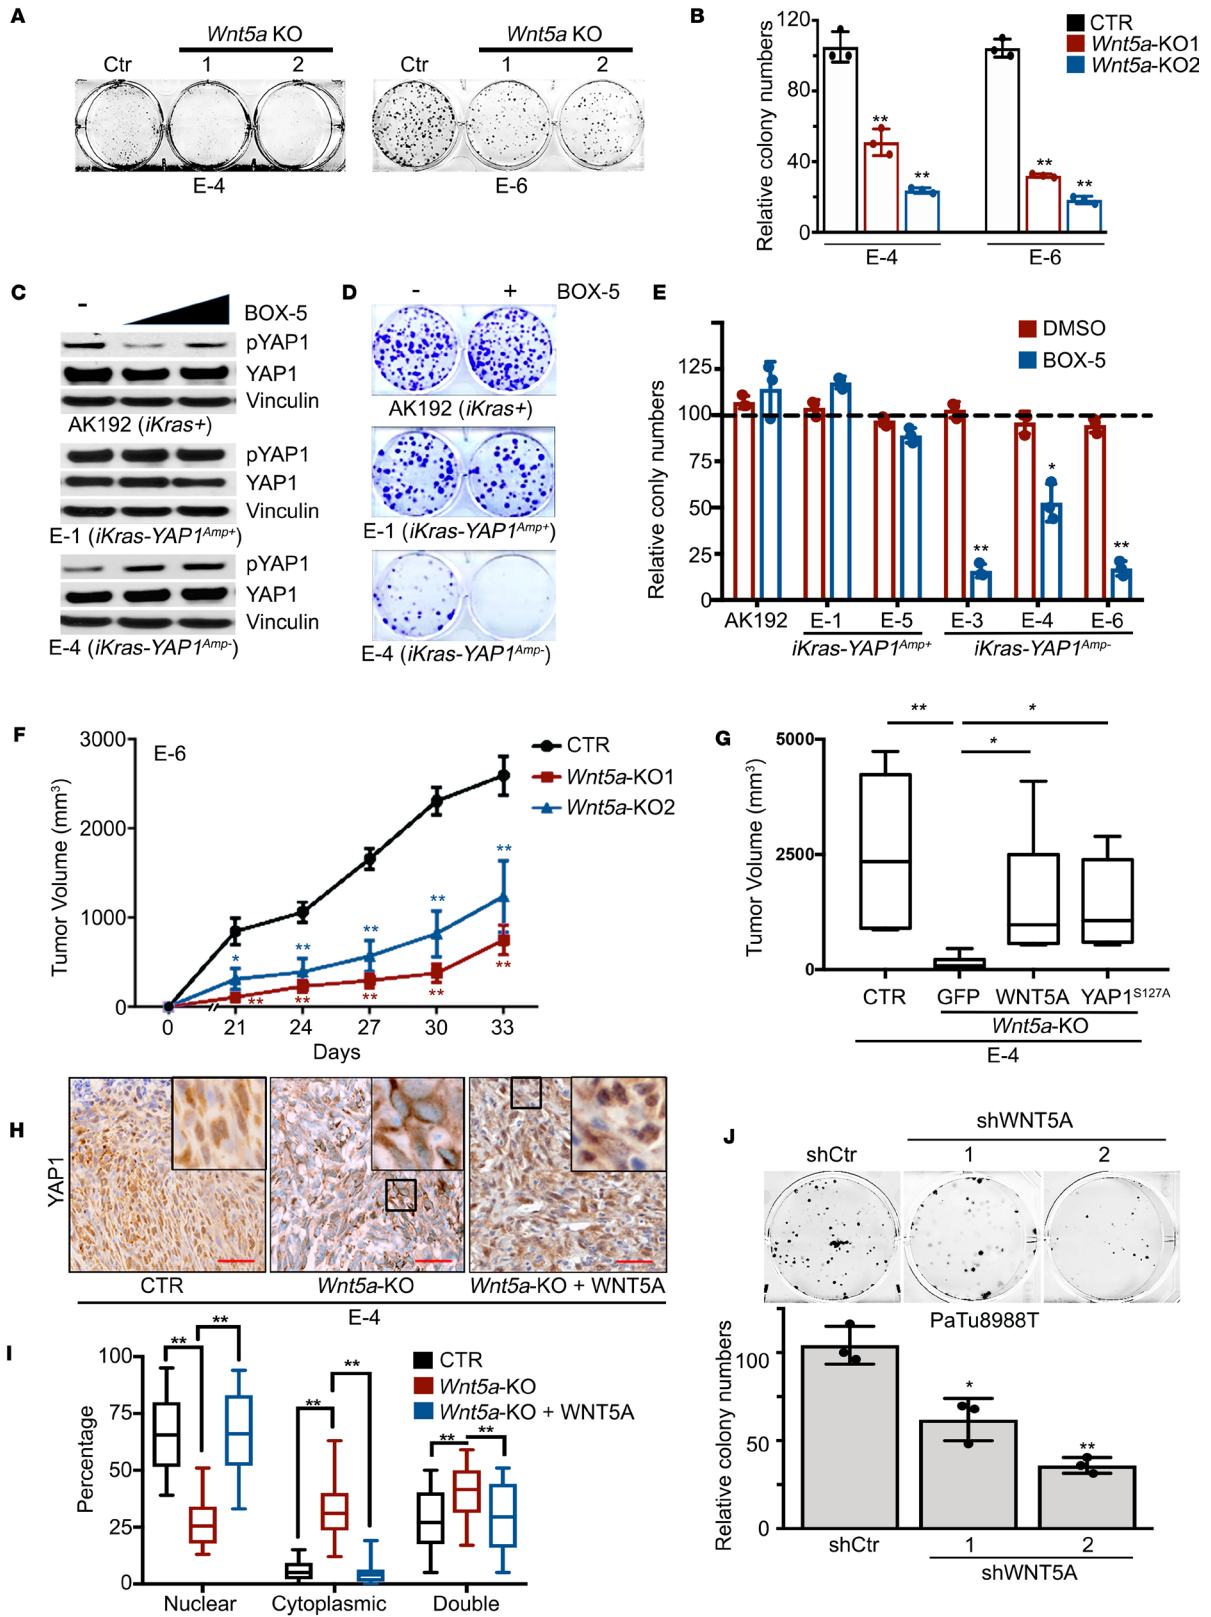 A
Wnt5a KO
Wnt5a KO
Ctr 1 2
Ctr 1 2
E-4
E-6
B
Relative colony numbers
120
80
40
0
CTR
Wnt5a-KO1
Wnt5a-KO2
** **
** **
E-4 E-6
C
- BOX-5
pYAP1
YAP1
Vinculin
AK192 (iKras+)
pYAP1
YAP1
Vinculin
E-1 (iKras-YAP1Amp+)
pYAP1
YAP1
Vinculin
E-4 (iKras-YAP1Amp-)
D
- + BOX-5
AK192 (iKras+)
E-1 (iKras-YAP1Amp+)
E-4 (iKras-YAP1Amp-)
E
Relative conly numbers
DMSO
BOX-5
125
100
75
50
25
0
** * **
AK192 E-1 E-5 E-3 E-4 E-6
iKras-YAP1Amp+ iKras-YAP1Amp-
F
Tumor Volume (mm3)
E-6
3000
2000
1000
0
CTR
Wnt5a-KO1
Wnt5a-KO2
* ** ** ** **
** ** ** ** **
0 21 24 27 30 33
Days
G
Tumor Volume (mm3)
5000
2500
0
** *
*
CTR GFP WNT5A YAP1S127A
Wnt5a-KO
E-4
H
YAP1
CTR Wnt5a-KO Wnt5a-KO + WNT5A
E-4
I
Percentage
100
75
50
25
0
** **
** **
** **
CTR
Wnt5a-KO
Wnt5a-KO + WNT5A
Nuclear Cytoplasmic Double
J
shWNT5A
shCtr 1 2
PaTu8988T
Relative colony numbers
100
50
0
* **
shCtr 1 2
shWNT5A